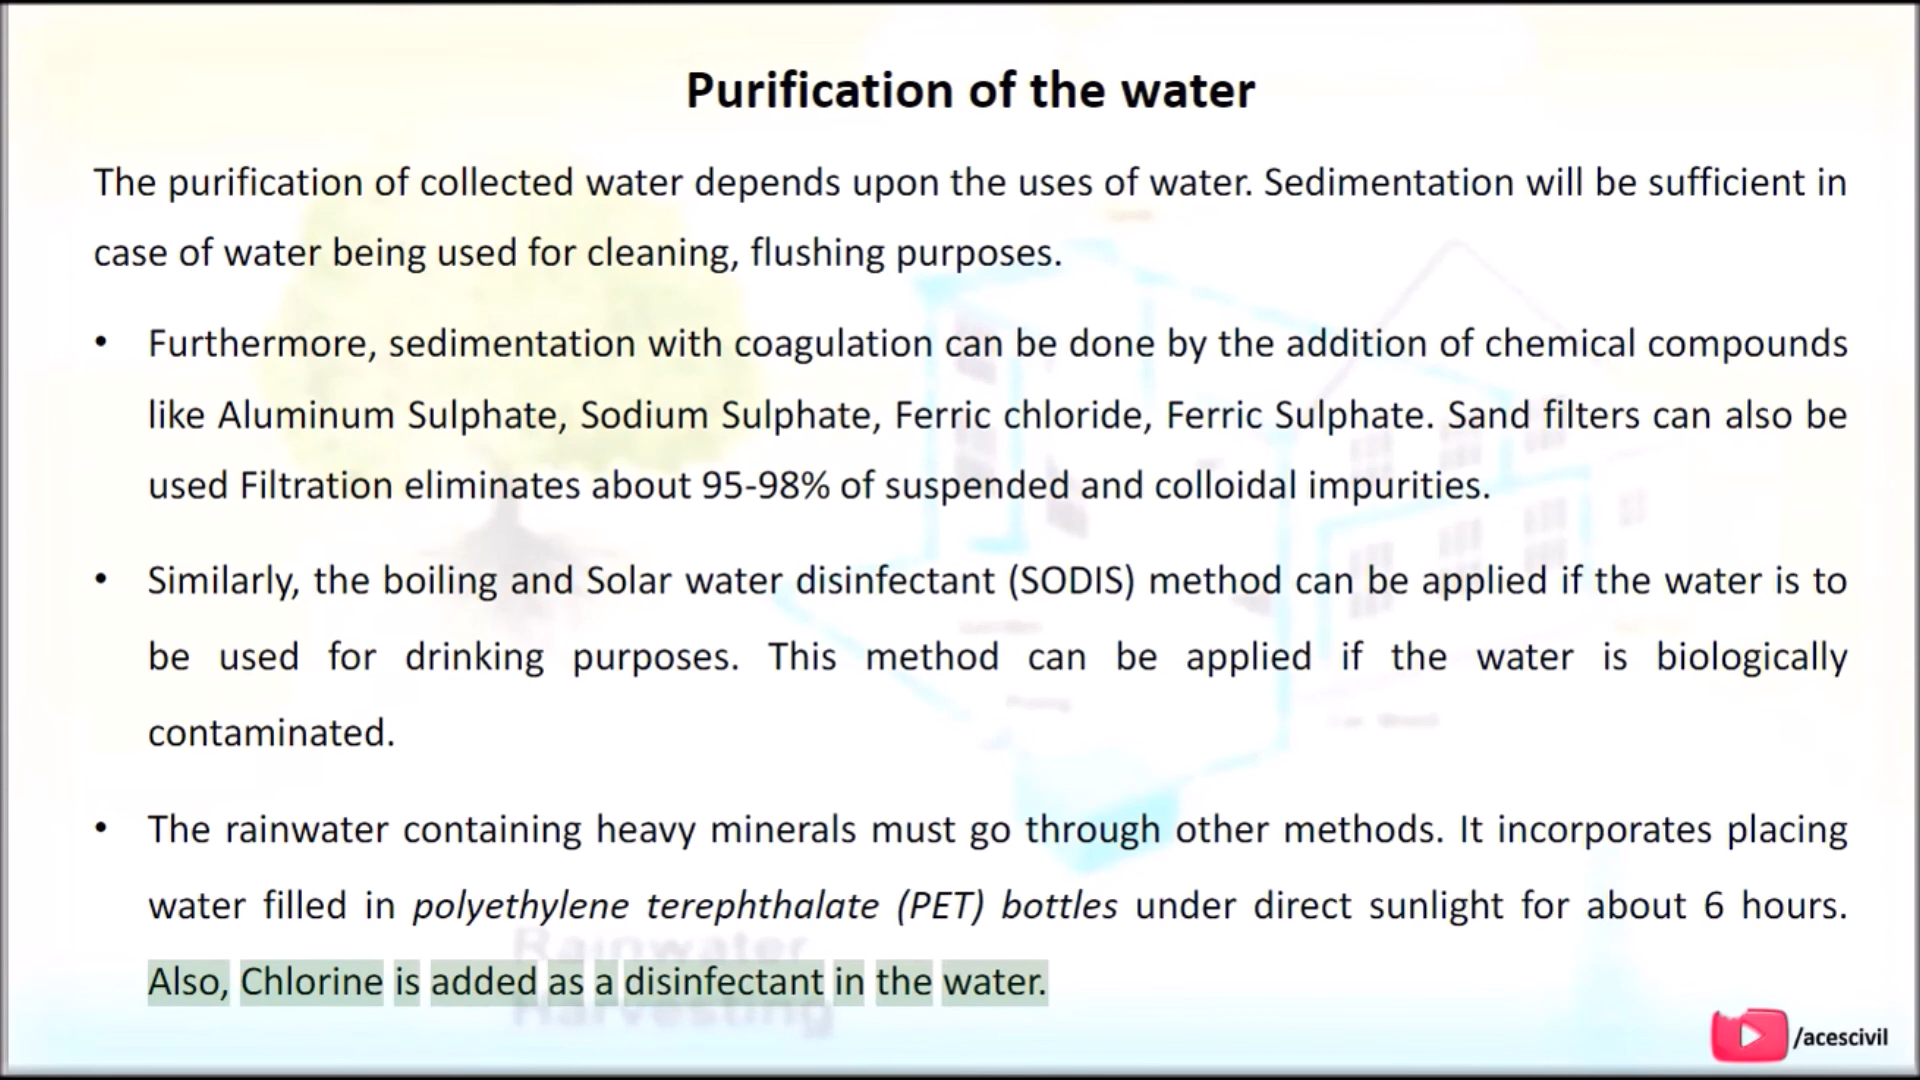 Purification of the water
The purification of collected water depends upon the uses of water. Sedimentation will be sufficient in
case of water being used for cleaning, flushing purposes.
• Furthermore, sedimentation with coagulation can be done by the addition of chemical compounds
like Aluminum Sulphate, Sodium Sulphate, Ferric chloride, Ferric Sulphate. Sand filters can also be
used Filtration eliminates about 95-98% of suspended and colloidal impurities.
• Similarly, the boiling and Solar water disinfectant (SODIS) method can be applied if the water is to
be used for drinking purposes. This method can be applied if the water is biologically
contaminated.
• The rainwater containing heavy minerals must go through other methods. It incorporates placing
water filled in polyethylene terephthalate (PET) bottles under direct sunlight for about 6 hours.
Also, Chlorine is added as a disinfectant in the water.
Rainwater
Harvesting
/acescivil